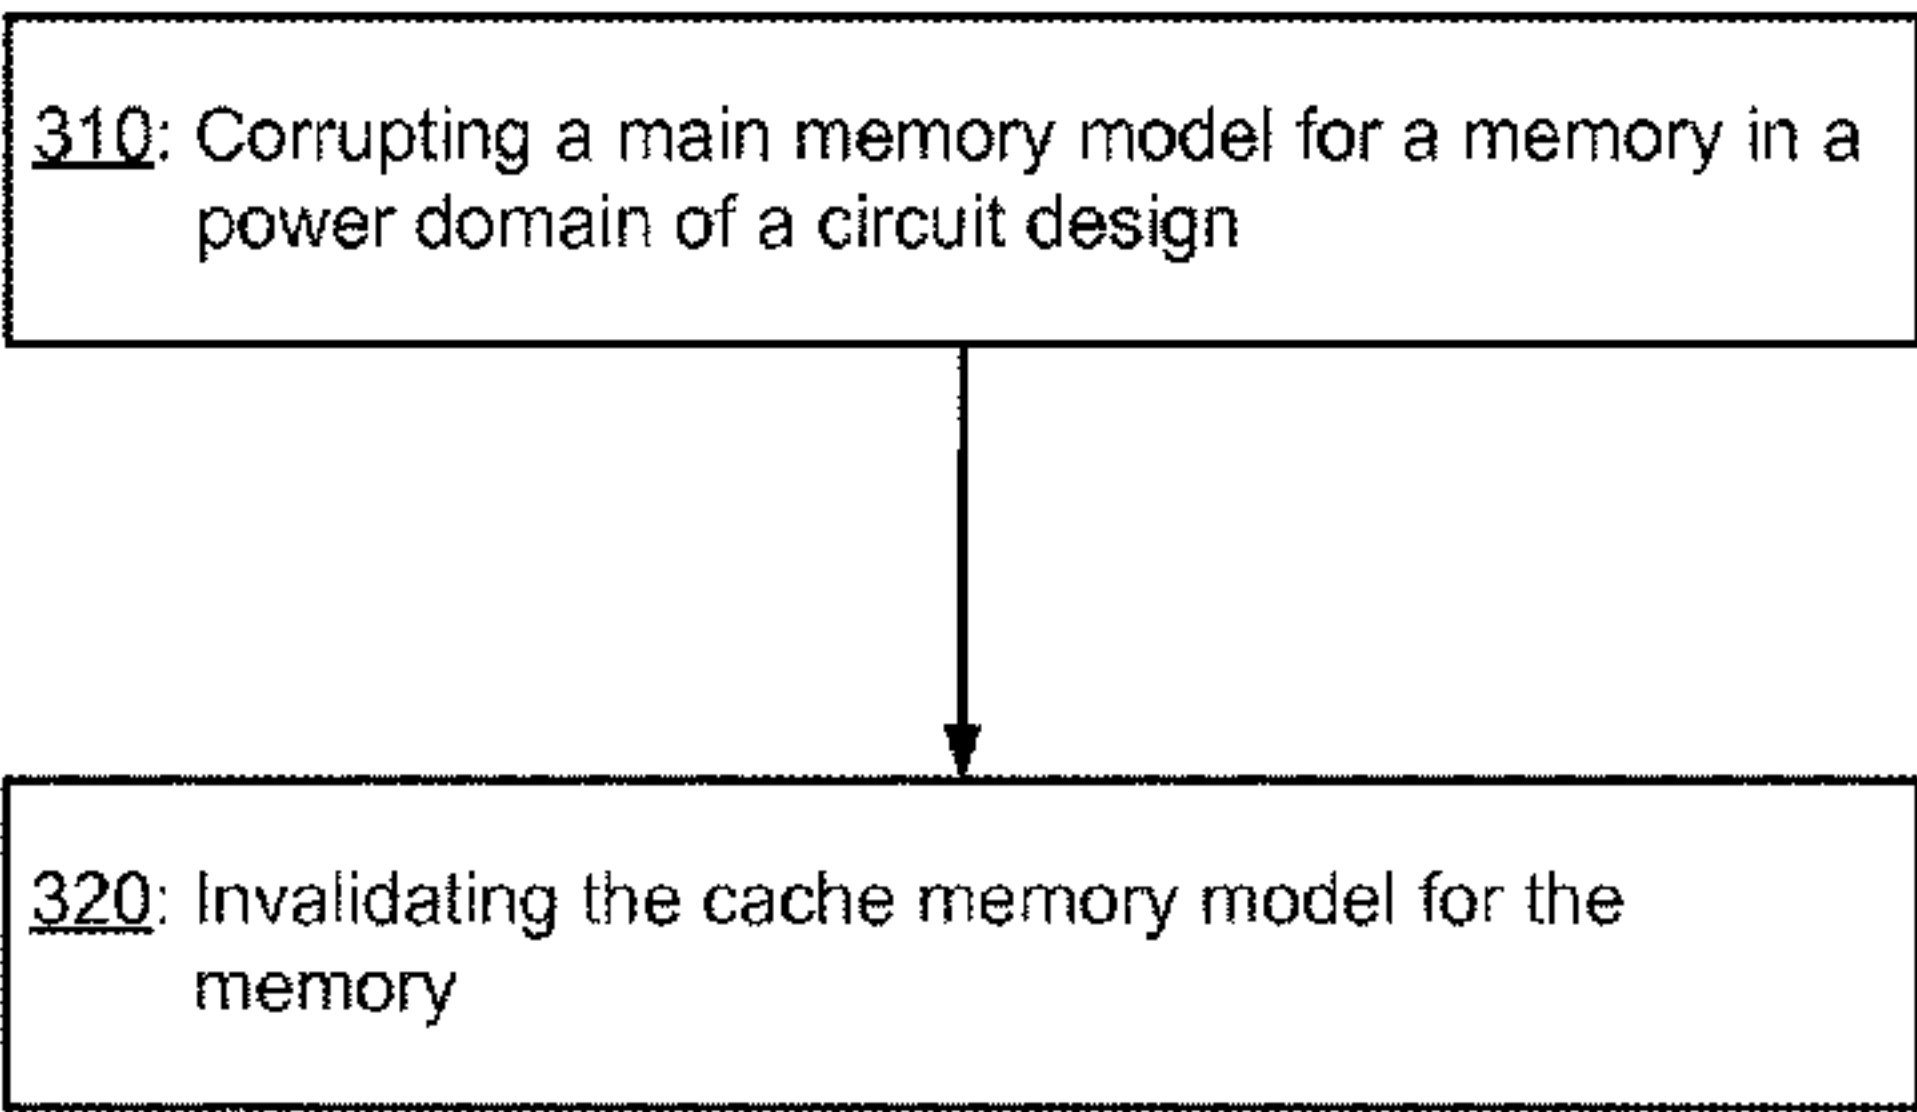 310: Corrupting a main memory model for a memory in a
power domain of a circuit design
320: Invalidating the cache memory model for the
memory